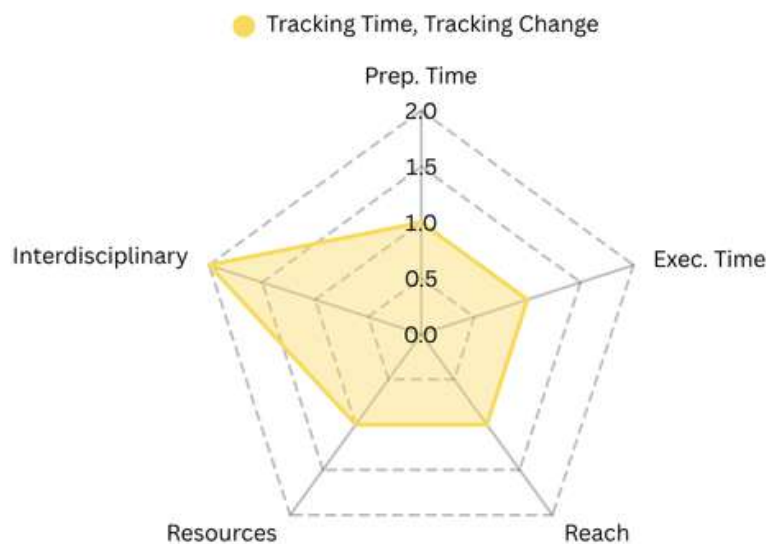 Tracking Time, Tracking Change
Prep. Time
2.0
1.5
1.0
0.5
0.0
Interdisciplinary
Exec. Time
Resources
Reach